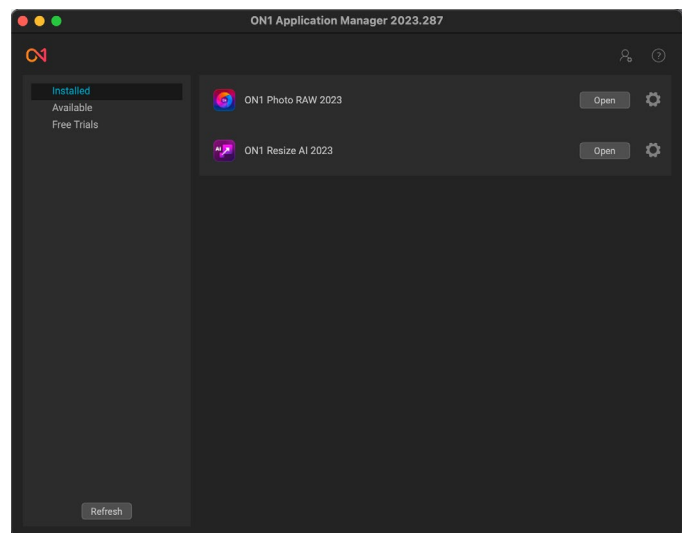 ON1 Application Manager 2023.287
Installed
Available
Free Trials
ON1 Photo RAW 2023
Open
AI
ON1 Resize AI 2023
Open
Refresh